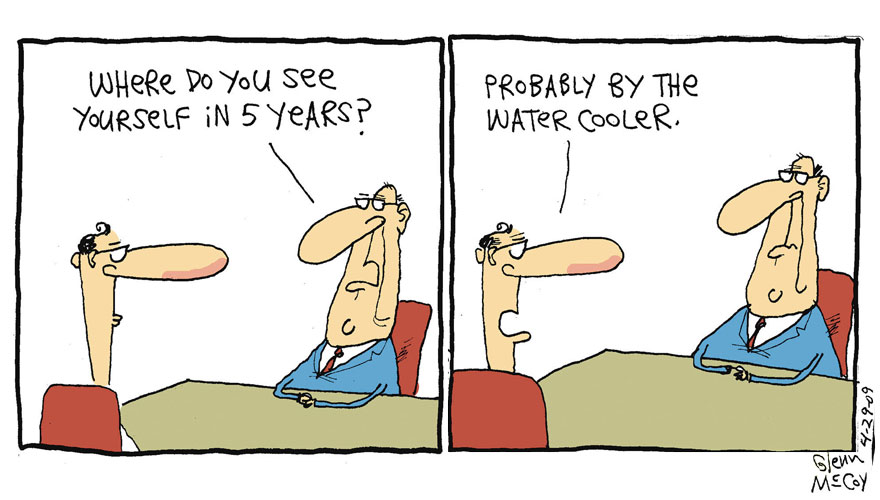 WHERE DO YOU SEE
YOURSELF IN 5 YEARS?
PROBABLY BY THE
WATER COOLER.
4-29-09
Glenn
McCoy